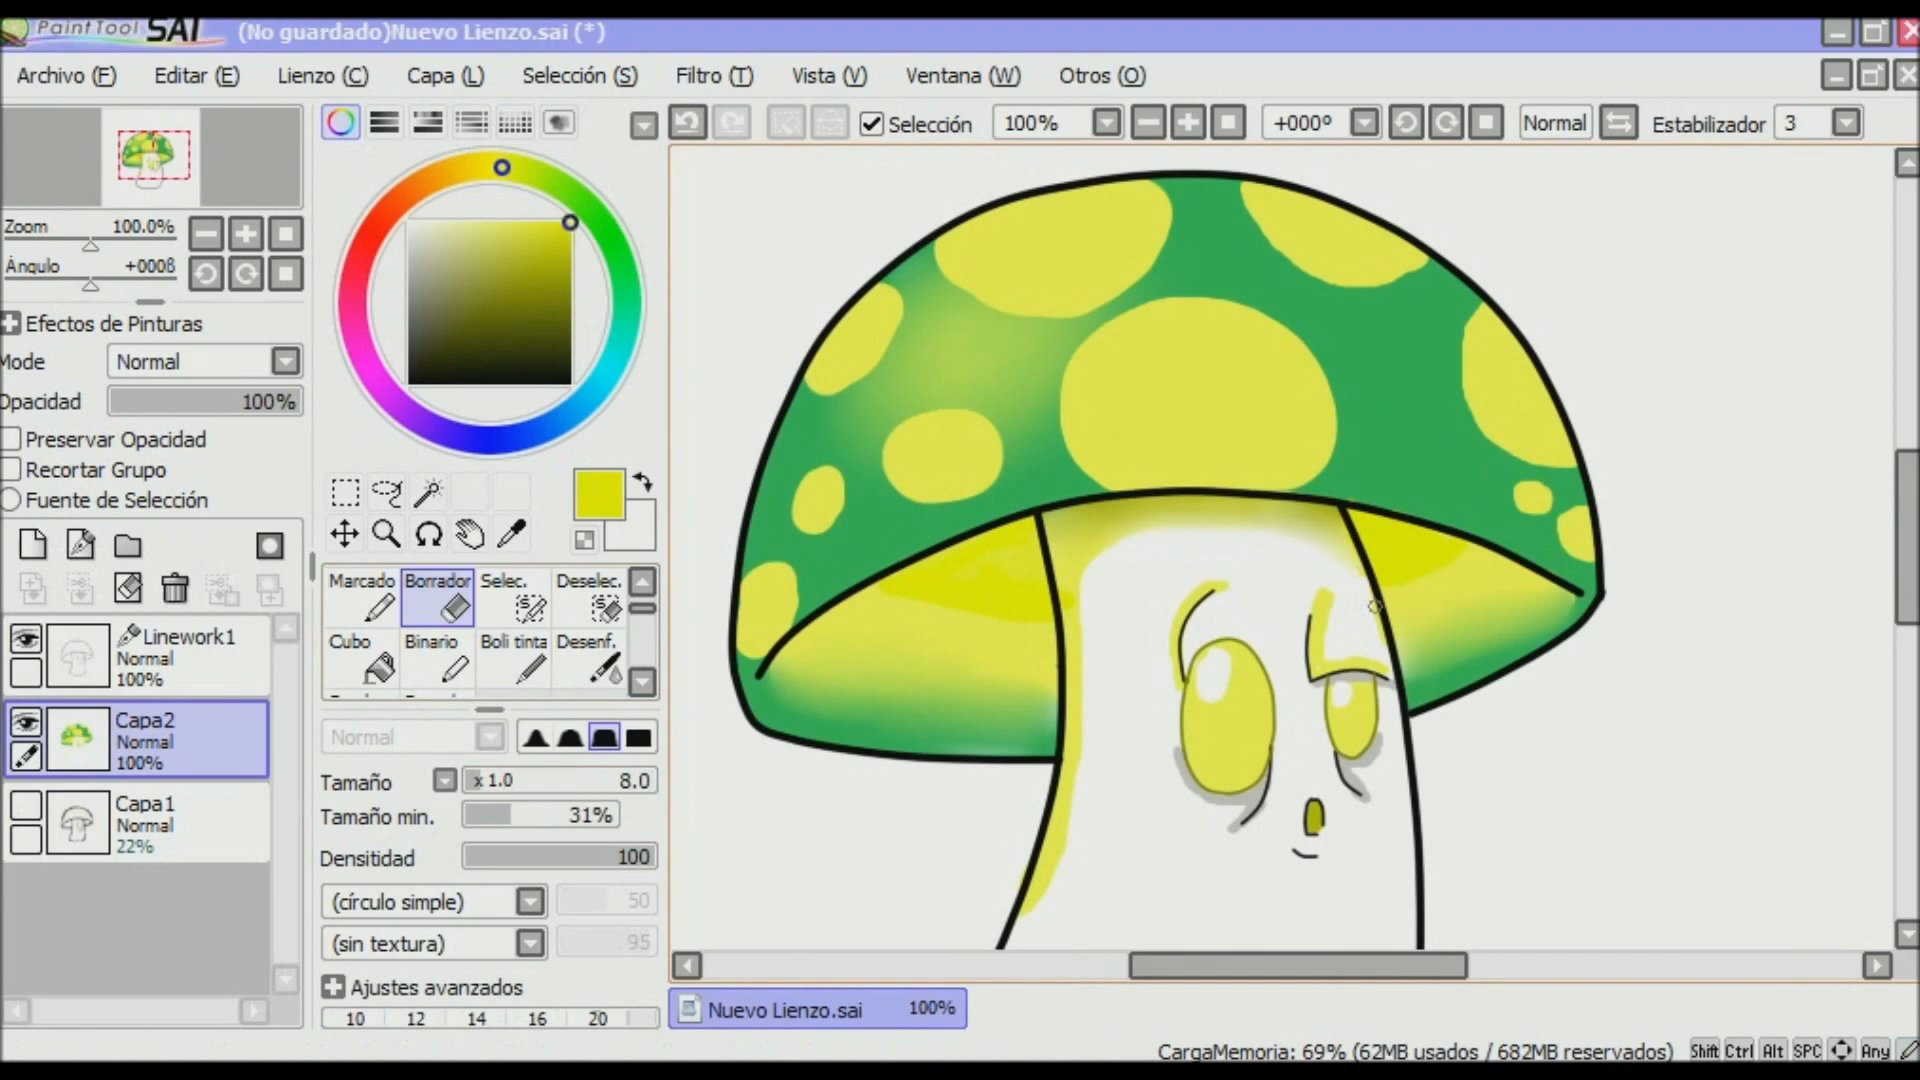 PaintTool SAI (No guardado)Nuevo Lienzo.sai (*)
Archivo (F) Editar (E) Lienzo (C) Capa (L) Selección (S) Filtro (T) Vista (V) Ventana (W) Otros (O)
Selección 100% +000º Normal Estabilizador 3
Zoom 100.0%
Ángulo +000ß
Efectos de Pinturas
Mode Normal
Opacidad 100%
Preservar Opacidad
Recortar Grupo
Fuente de Selección
Linework1
Normal
100%
Capa2
Normal
100%
Capa1
Normal
22%
Marcado Borrador Selec. Deselec.
Cubo Binario Boli tinta Desenf.
Normal
Tamaño x 1.0 8.0
Tamaño min. 31%
Densitidad 100
(círculo simple) 50
(sin textura) 95
Ajustes avanzados
10 12 14 16 20
Nuevo Lienzo.sai 100%
CargaMemoria: 69% (62MB usados / 682MB reservados) Shift Ctrl Alt SPC Any